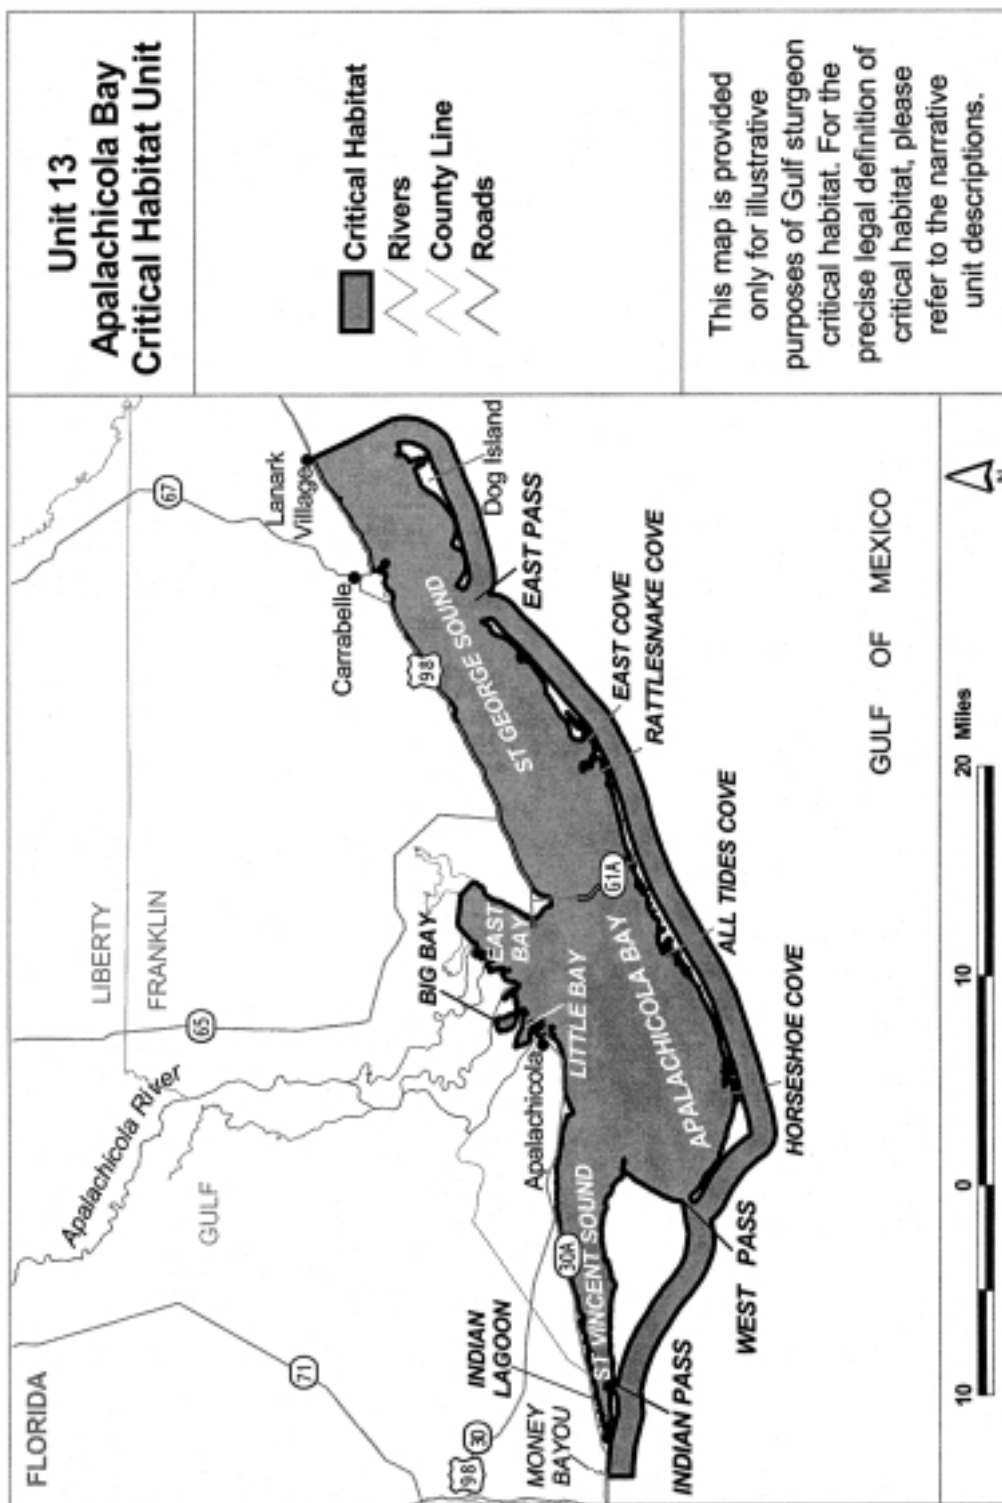 Unit 13
Apalachicola Bay
Critical Habitat Unit
Critical Habitat
Rivers
County Line
Roads
This map is provided
only for illustrative
purposes of Gulf sturgeon
critical habitat. For the
precise legal definition of
critical habitat, please
refer to the narrative
unit descriptions.
FLORIDA
LIBERTY
FRANKLIN
GULF
Apalachicola River
71
65
67
98
30
30A
98
G1A
Lanark
Village
Carrabelle
Dog Island
EAST PASS
ST GEORGE SOUND
EAST COVE
RATTLESNAKE COVE
BIG BAY
EAST
BAY
LITTLE BAY
Apalachicola
APALACHICOLA BAY
ALL TIDES COVE
HORSESHOE COVE
ST VINCENT SOUND
WEST PASS
INDIAN
LAGOON
MONEY
BAYOU
INDIAN PASS
GULF OF MEXICO
10 0 10 20 Miles
N